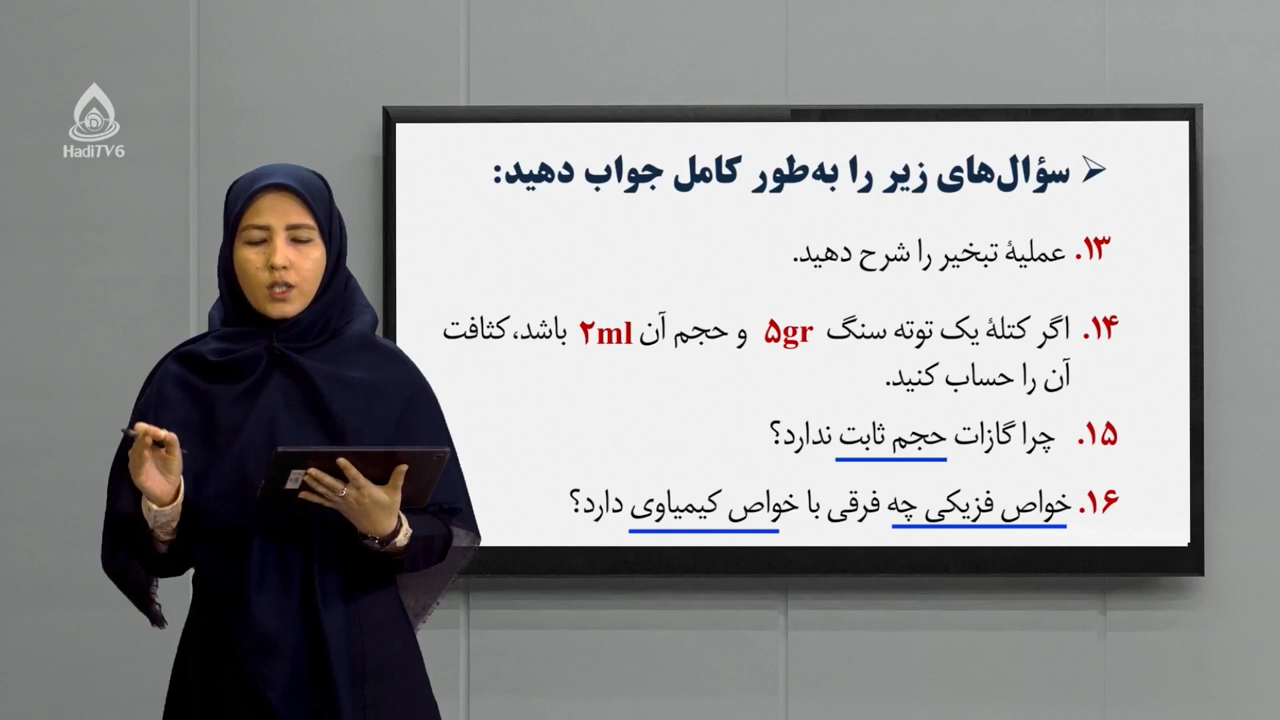 HadiTV6
⮚ سؤال‌های زیر را به‌طور کامل جواب دهید:
۱۳. عملیهٔ تبخیر را شرح دهید.
۱۴. اگر کتلهٔ یک توته سنگ ۵gr و حجم آن ۲ml باشد، کثافت
آن را حساب کنید.
۱۵. چرا گازات حجم ثابت ندارد؟
۱۶. خواص فزیکی چه فرقی با خواص کیمیاوی دارد؟